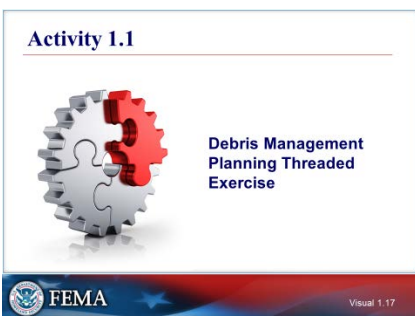 Activity 1.1
Debris Management
Planning Threaded
Exercise
FEMA
Visual 1.17